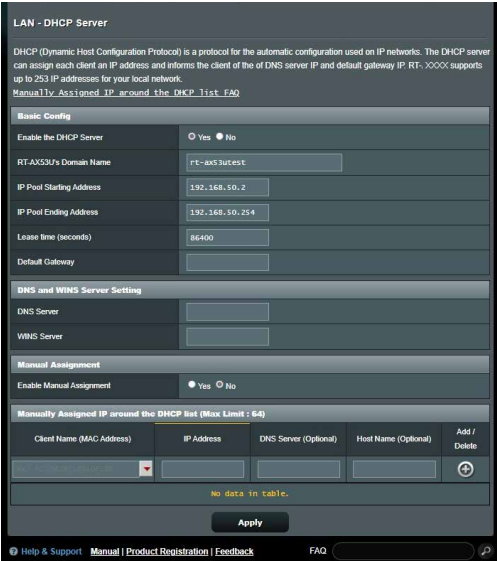 LAN - DHCP Server
DHCP (Dynamic Host Configuration Protocol) is a protocol for the automatic configuration used on IP networks. The DHCP server
can assign each client an IP address and informs the client of the of DNS server IP and default gateway IP. RT-, XXXX supports
up to 253 IP addresses for your local network.
Manually Assigned IP around the DHCP list FAQ
Basic Config
Enable the DHCP Server Yes No
RT-AX53U's Domain Name rt-ax53utest
IP Pool Starting Address 192.168.50.2
IP Pool Ending Address 192.168.50.254
Lease time (seconds) 86400
Default Gateway
DNS and WINS Server Setting
DNS Server
WINS Server
Manual Assignment
Enable Manual Assignment Yes No
Manually Assigned IP around the DHCP list (Max Limit : 64)
Client Name (MAC Address) IP Address DNS Server (Optional) Host Name (Optional) Add / Delete
No data in table.
Apply
Help & Support Manual | Product Registration | Feedback FAQ